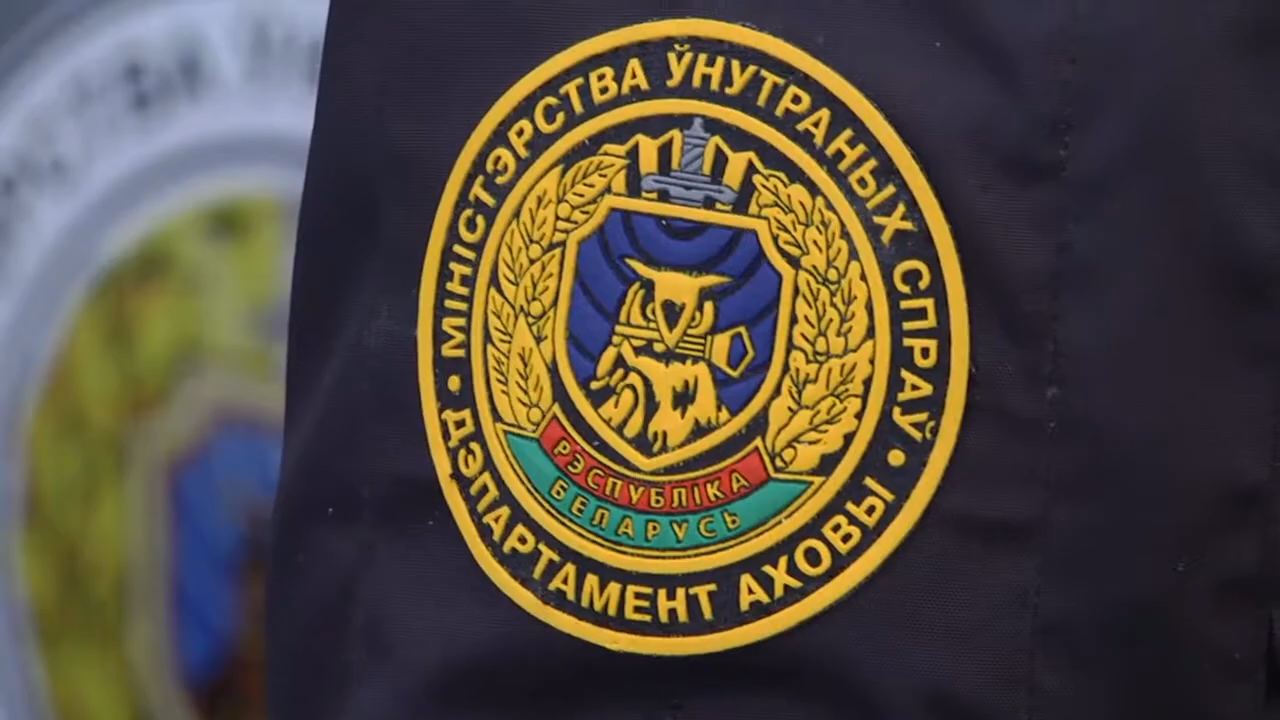 МІНІСТЭРСТВА ЎНУТРАНЫХ СПРАЎ
РЭСПУБЛІКА
БЕЛАРУСЬ
ДЭПАРТАМЕНТ АХОВЫ